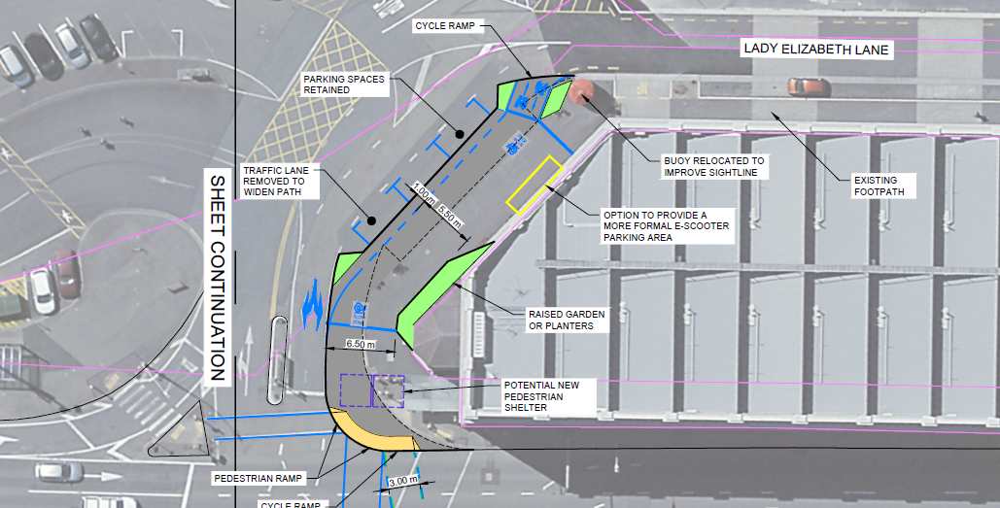 CYCLE RAMP
LADY ELIZABETH LANE
PARKING SPACES
RETAINED
BUOY RELOCATED TO
IMPROVE SIGHTLINE
TRAFFIC LANE
REMOVED TO
WIDEN PATH
EXISTING
FOOTPATH
SHEET CONTINUATION
1.00 m
5.50 m
OPTION TO PROVIDE A
MORE FORMAL E-SCOOTER
PARKING AREA
RAISED GARDEN
OR PLANTERS
6.50 m
POTENTIAL NEW
PEDESTRIAN
SHELTER
PEDESTRIAN RAMP
3.00 m
CYCLE RAMP